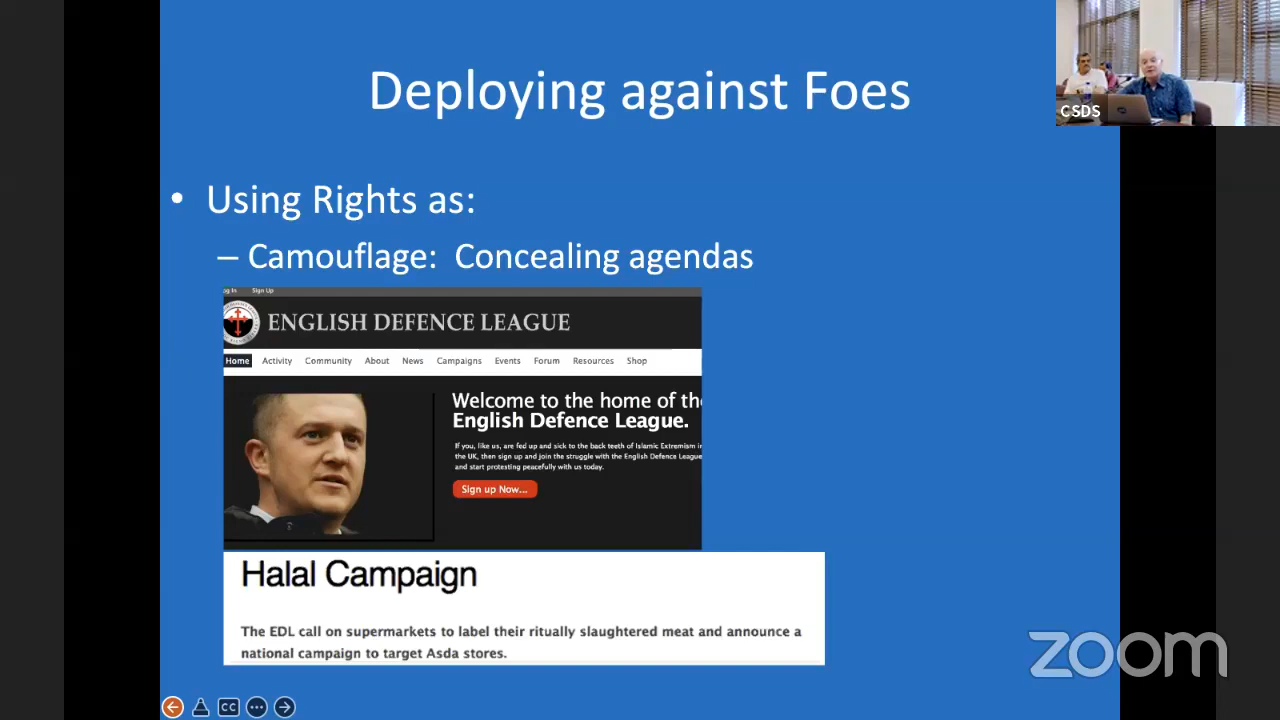 Deploying against Foes
CSDS
• Using Rights as:
– Camouflage: Concealing agendas
Sign Up
ENGLISH DEFENCE LEAGUE
Home Activity Community About News Campaigns Events Forum Resources Shop
Welcome to the home of the
English Defence League.
If you, like us, are fed up and sick to the back teeth of Islamic Extremism in
the UK, then sign up and join the struggle with the English Defence League
and start protesting peacefully with us today.
Sign up Now...
Halal Campaign
The EDL call on supermarkets to label their ritually slaughtered meat and announce a
national campaign to target Asda stores.
zoom
CC